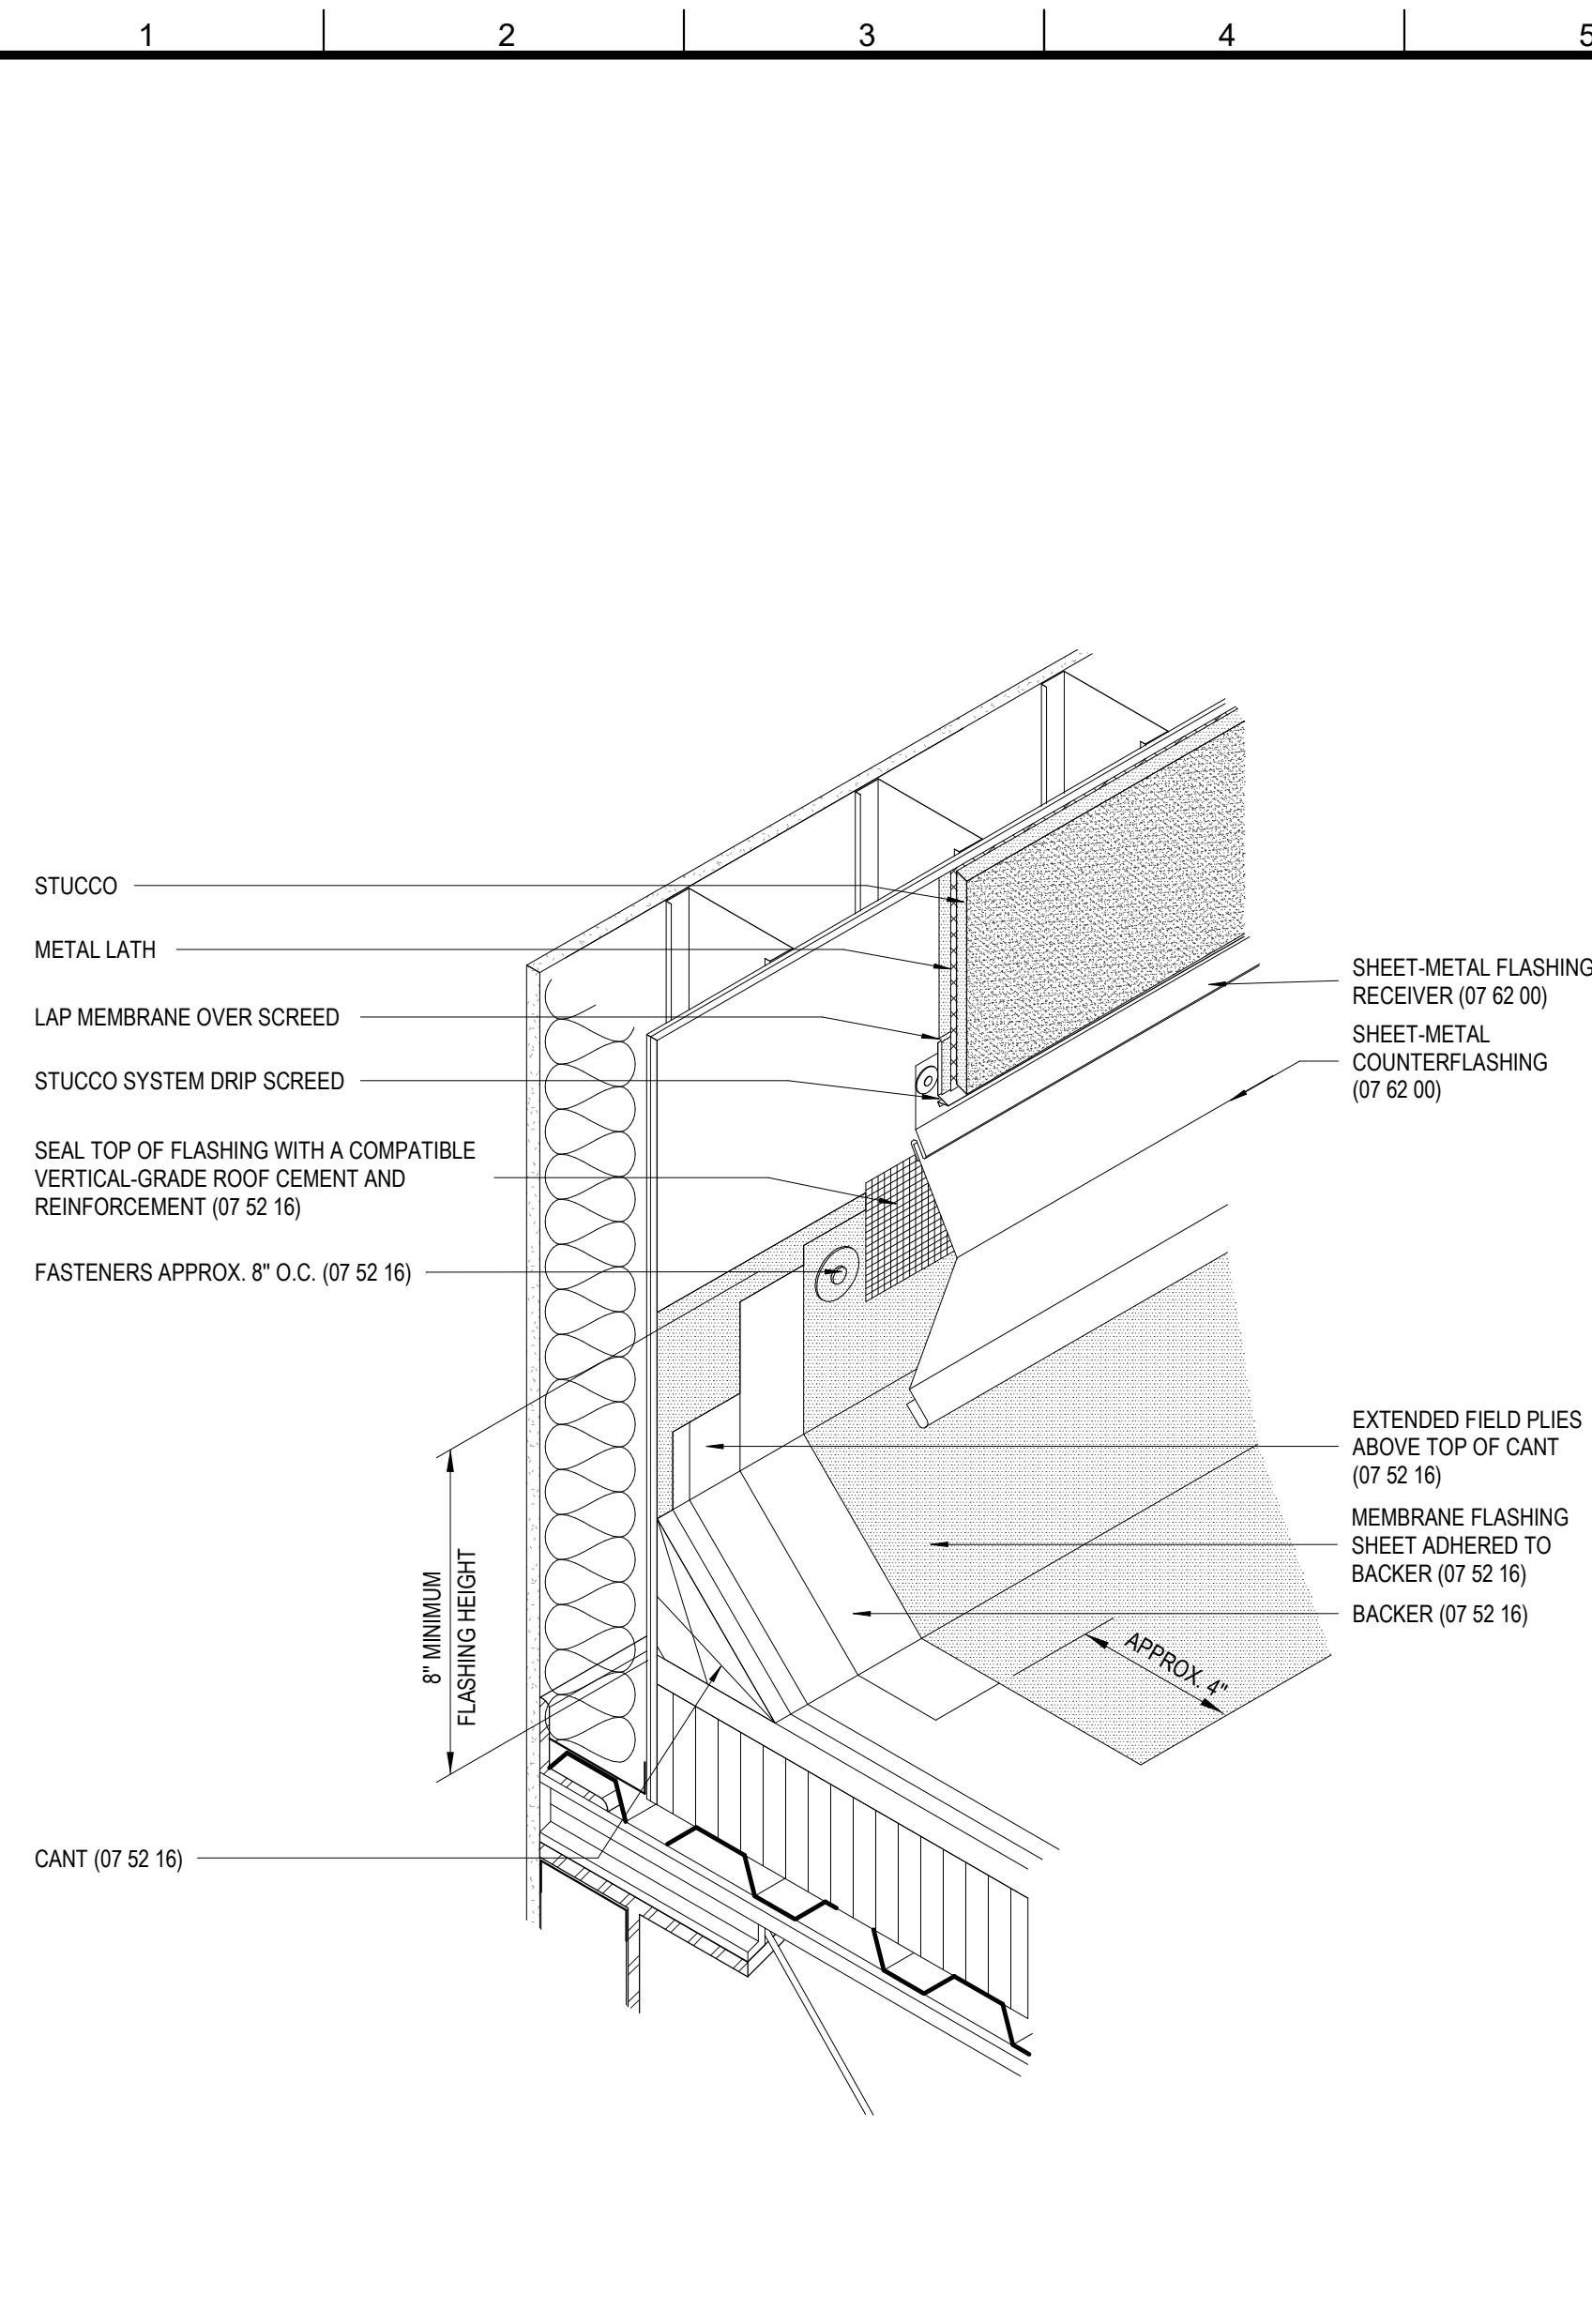 1 2 3 4 5
STUCCO
METAL LATH
LAP MEMBRANE OVER SCREED
STUCCO SYSTEM DRIP SCREED
SEAL TOP OF FLASHING WITH A COMPATIBLE
VERTICAL-GRADE ROOF CEMENT AND
REINFORCEMENT (07 52 16)
FASTENERS APPROX. 8" O.C. (07 52 16)
8" MINIMUM
FLASHING HEIGHT
CANT (07 52 16)
SHEET-METAL FLASHING
RECEIVER (07 62 00)
SHEET-METAL
COUNTERFLASHING
(07 62 00)
EXTENDED FIELD PLIES
ABOVE TOP OF CANT
(07 52 16)
MEMBRANE FLASHING
SHEET ADHERED TO
BACKER (07 52 16)
BACKER (07 52 16)
APPROX. 4"